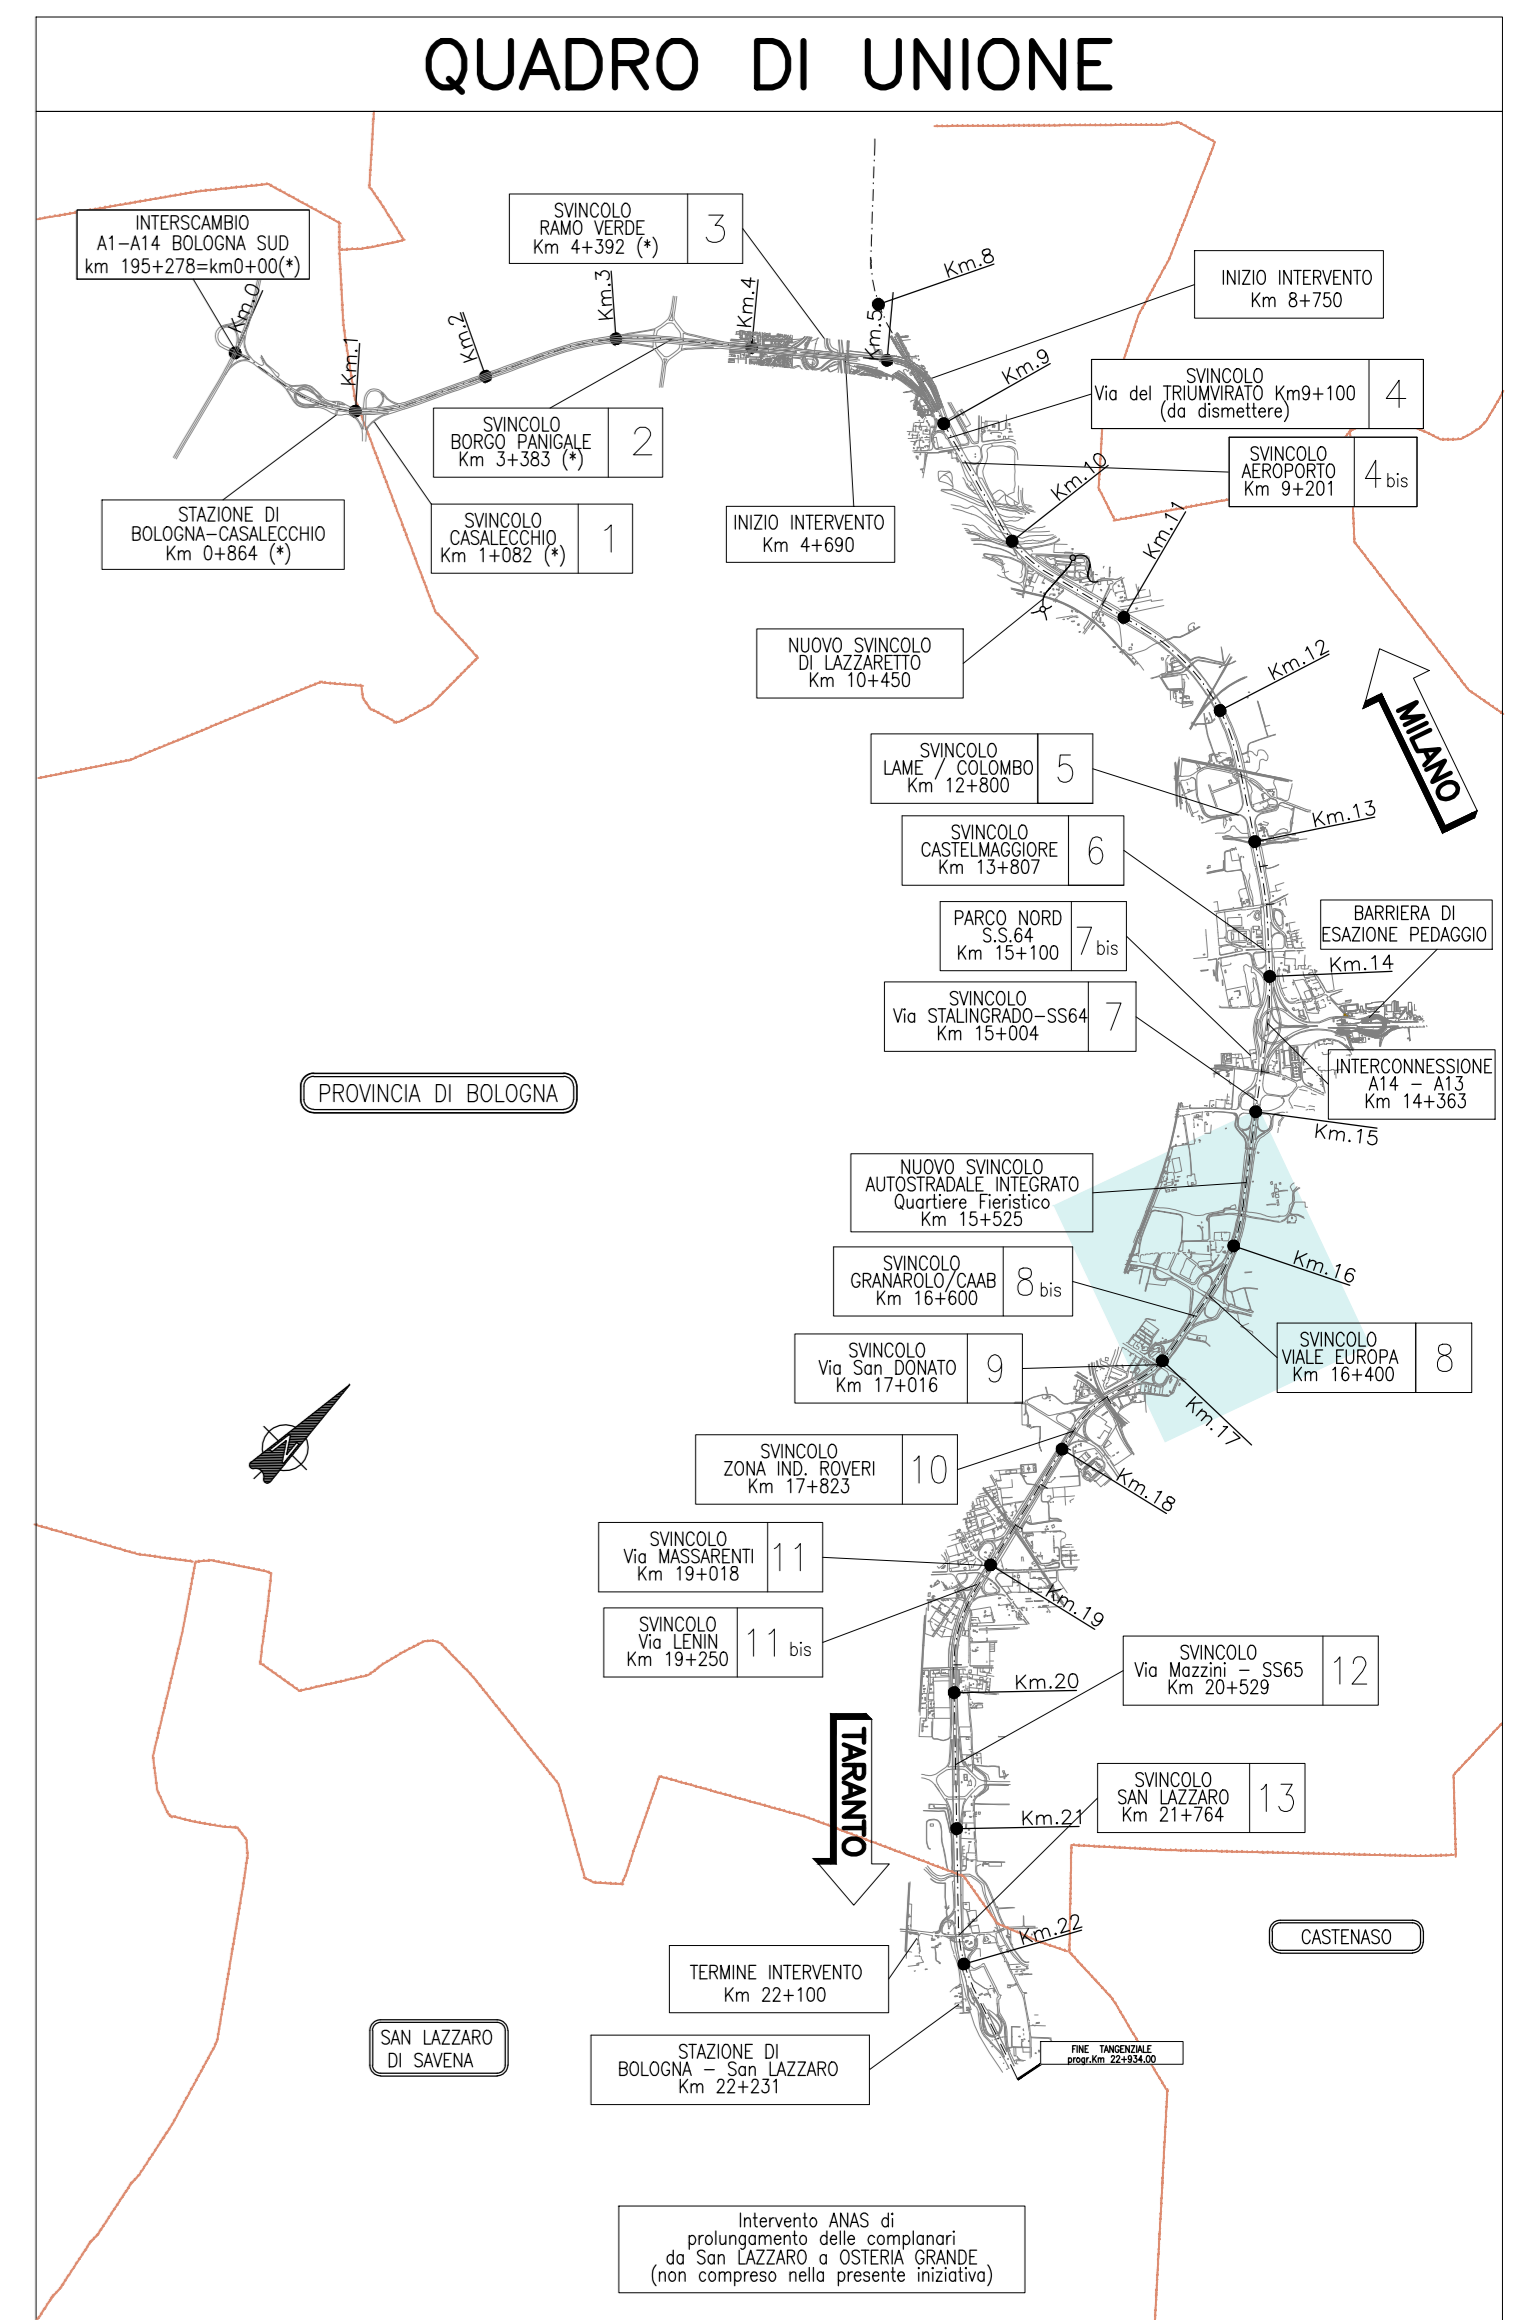 QUADRO DI UNIONE
INTERSCAMBIO
A1-A14 BOLOGNA SUD
km 195+278=km0+00(*)
SVINCOLO
RAMO VERDE
Km 4+392 (*)
3
Km.0
Km.1
Km.2
Km.3
Km.4
Km.5
Km.8
INIZIO INTERVENTO
Km 8+750
Km.9
SVINCOLO
Via del TRIUMVIRATO Km9+100
(da dismettere)
4
SVINCOLO
BORGO PANIGALE
Km 3+383 (*)
2
SVINCOLO
AEROPORTO
Km 9+201
4 bis
Km.10
STAZIONE DI
BOLOGNA-CASALECCHIO
Km 0+864 (*)
SVINCOLO
CASALECCHIO
Km 1+082 (*)
1
INIZIO INTERVENTO
Km 4+690
Km.11
NUOVO SVINCOLO
DI LAZZARETTO
Km 10+450
Km.12
MILANO
SVINCOLO
LAME / COLOMBO
Km 12+800
5
Km.13
SVINCOLO
CASTELMAGGIORE
Km 13+807
6
PARCO NORD
S.S.64
Km 15+100
7 bis
BARRIERA DI
ESAZIONE PEDAGGIO
Km.14
SVINCOLO
Via STALINGRADO-SS64
Km 15+004
7
INTERCONNESSIONE
A14 - A13
Km 14+363
PROVINCIA DI BOLOGNA
Km.15
NUOVO SVINCOLO
AUTOSTRADALE INTEGRATO
Quartiere Fieristico
Km 15+525
Km.16
SVINCOLO
GRANAROLO/CAAB
Km 16+600
8 bis
SVINCOLO
VIALE EUROPA
Km 16+400
8
SVINCOLO
Via San DONATO
Km 17+016
9
Km.17
SVINCOLO
ZONA IND. ROVERI
Km 17+823
10
Km.18
SVINCOLO
Via MASSARENTI
Km 19+018
11
Km.19
SVINCOLO
Via LENIN
Km 19+250
11 bis
SVINCOLO
Via Mazzini - SS65
Km 20+529
12
Km.20
TARANTO
SVINCOLO
SAN LAZZARO
Km 21+764
13
Km.21
Km.22
CASTENASO
TERMINE INTERVENTO
Km 22+100
SAN LAZZARO
DI SAVENA
STAZIONE DI
BOLOGNA - San LAZZARO
Km 22+231
FINE TANGENZIALE
progr.Km 22+934.00
Intervento ANAS di
prolungamento delle complanari
da San LAZZARO a OSTERIA GRANDE
(non compreso nella presente iniziativa)